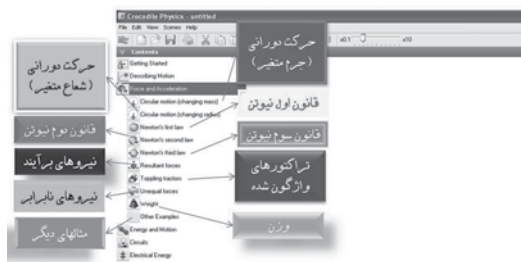 Crocodile Physics - untitled
File Edit View Scenes Help
x0.1 x10
Contents
Getting Started
Describing Motion
Force and Acceleration
Circular motion (changing mass)
Circular motion (changing radius)
Newton's first law
Newton's second law
Newton's third law
Resultant forces
Toppling tractors
Unequal forces
Weight
Other Examples
Energy and Motion
Circuits
Electrical Energy
حرکت دورانی
(جرم متغیر)
حرکت دورانی
(شعاع متغیر)
قانون اول نیوتن
قانون دوم نیوتن
قانون سوم نیوتن
نیروهای برآیند
تراکتورهای
واژگون شده
نیروهای نابرابر
وزن
مثالهای دیگر